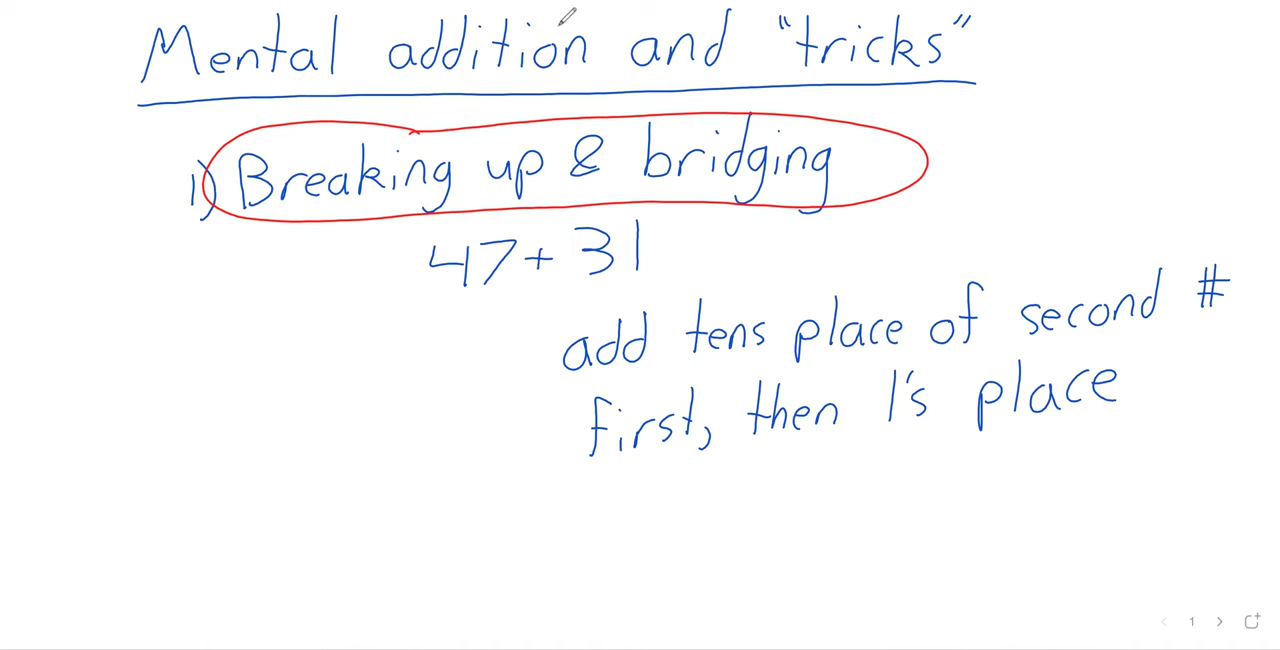 Mental addition and "tricks"
1) Breaking up & bridging
47 + 31
add tens place of second #
first, then 1's place
1